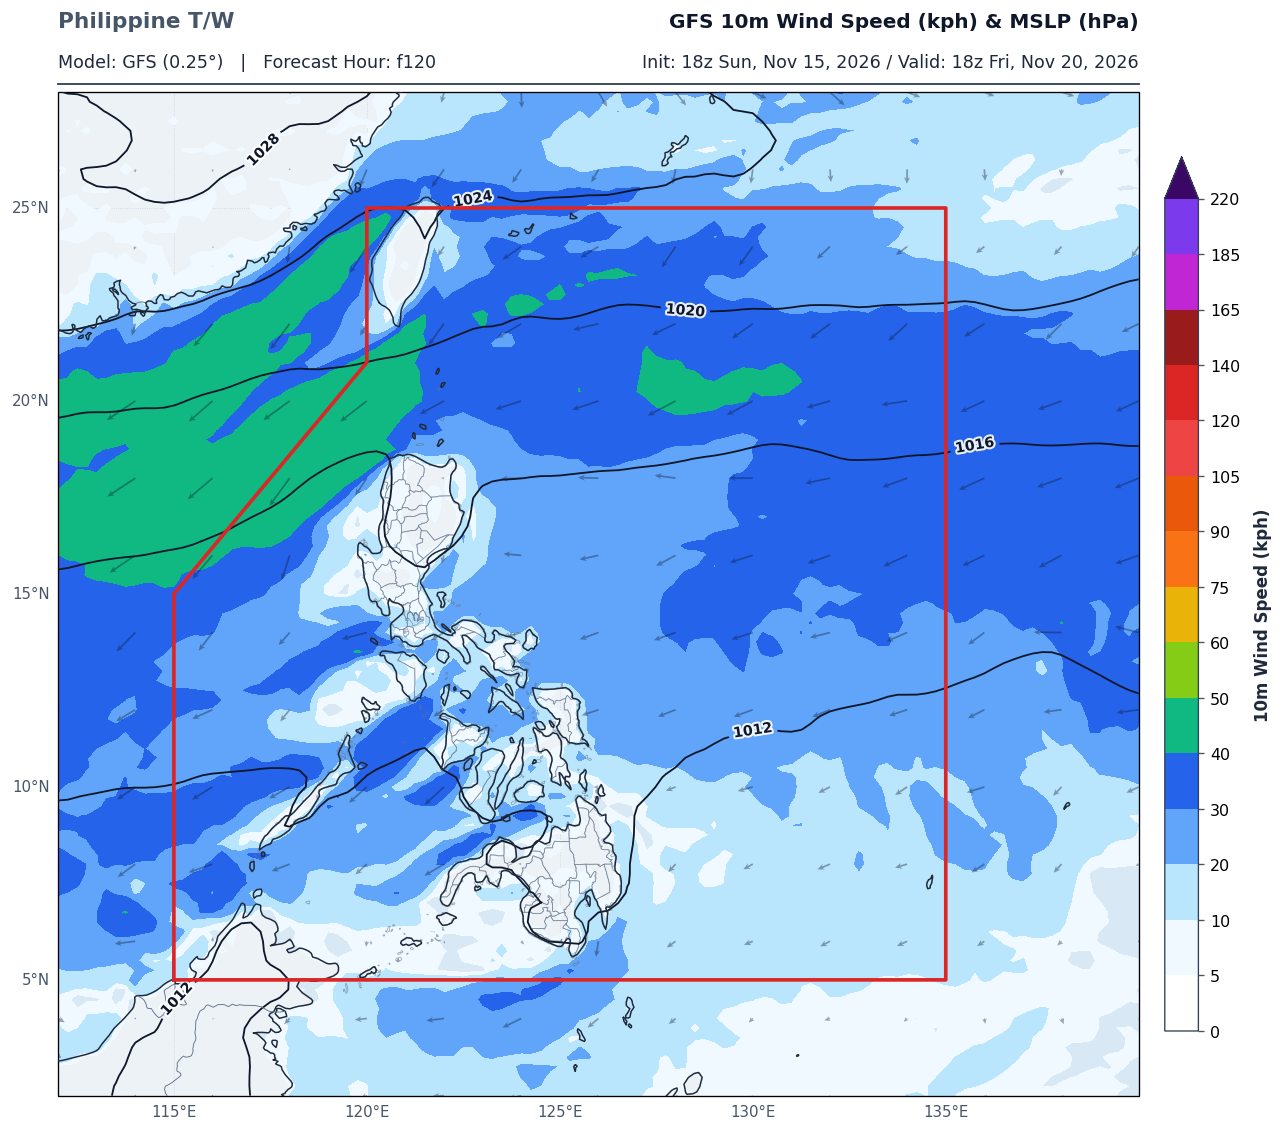 Philippine T/W
GFS 10m Wind Speed (kph) & MSLP (hPa)
Model: GFS (0.25°)   |   Forecast Hour: f120
Init: 18z Sun, Nov 15, 2026 / Valid: 18z Fri, Nov 20, 2026
1028
1024
1020
1016
1012
1012
25°N
20°N
15°N
10°N
5°N
115°E
120°E
125°E
130°E
135°E
220
185
165
140
120
105
90
75
60
50
40
30
20
10
5
0
10m Wind Speed (kph)